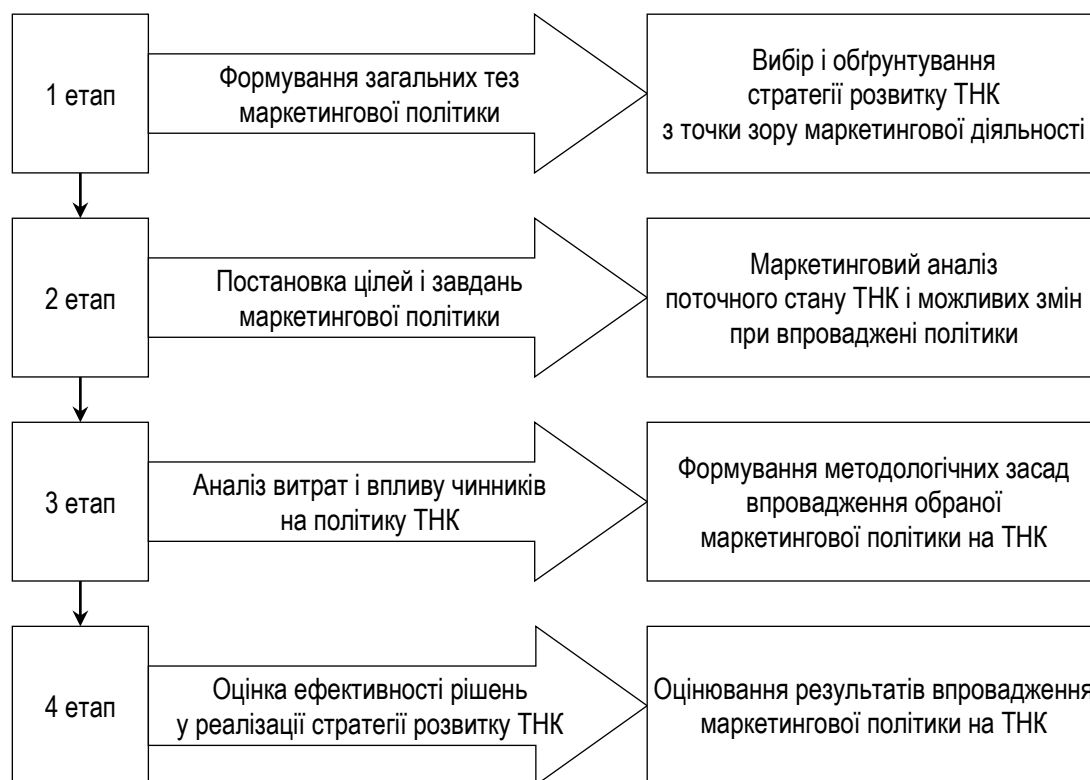 1 етап
Формування загальних тез
маркетингової політики
Вибір і обґрунтування
стратегії розвитку ТНК
з точки зору маркетингової діяльності
2 етап
Постановка цілей і завдань
маркетингової політики
Маркетинговий аналіз
поточного стану ТНК і можливих змін
при впроваджені політики
3 етап
Аналіз витрат і впливу чинників
на політику ТНК
Формування методологічних засад
впровадження обраної
маркетингової політики на ТНК
4 етап
Оцінка ефективності рішень
у реалізації стратегії розвитку ТНК
Оцінювання результатів впровадження
маркетингової політики на ТНК